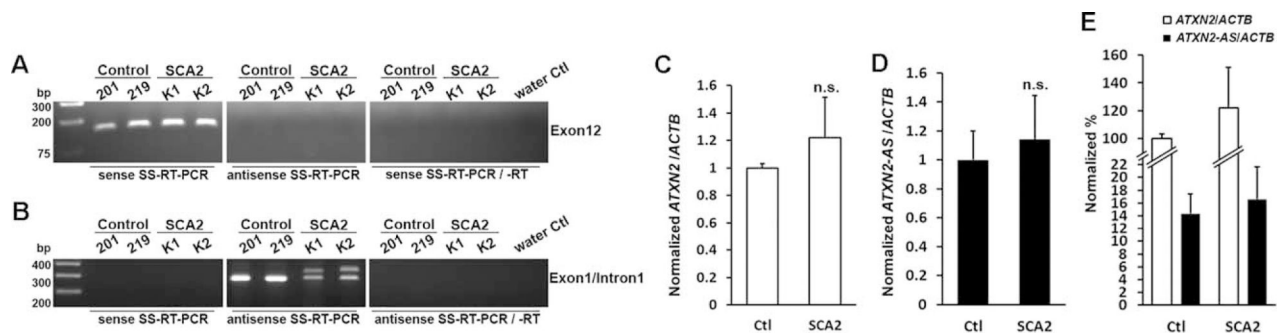 A
Control SCA2 Control SCA2 Control SCA2
bp 201 219 K1 K2 201 219 K1 K2 201 219 K1 K2 water Ctl
300
200
75
Exon12
sense SS-RT-PCR antisense SS-RT-PCR sense SS-RT-PCR / -RT
B
Control SCA2 Control SCA2 Control SCA2
bp 201 219 K1 K2 201 219 K1 K2 201 219 K1 K2 water Ctl
400
300
200
Exon1/Intron1
sense SS-RT-PCR antisense SS-RT-PCR antisense SS-RT-PCR / -RT
C
Normalized ATXN2/ACTB
1.6
1.4
1.2
1
0.8
0.6
0.4
0.2
0
n.s.
Ctl SCA2
D
Normalized ATXN2-AS /ACTB
1.6
1.4
1.2
1
0.8
0.6
0.4
0.2
0
n.s.
Ctl SCA2
E
ATXN2/ACTB
ATXN2-AS/ACTB
Normalized %
160
140
120
100
80
22
20
18
16
14
12
10
8
6
4
2
0
Ctl SCA2